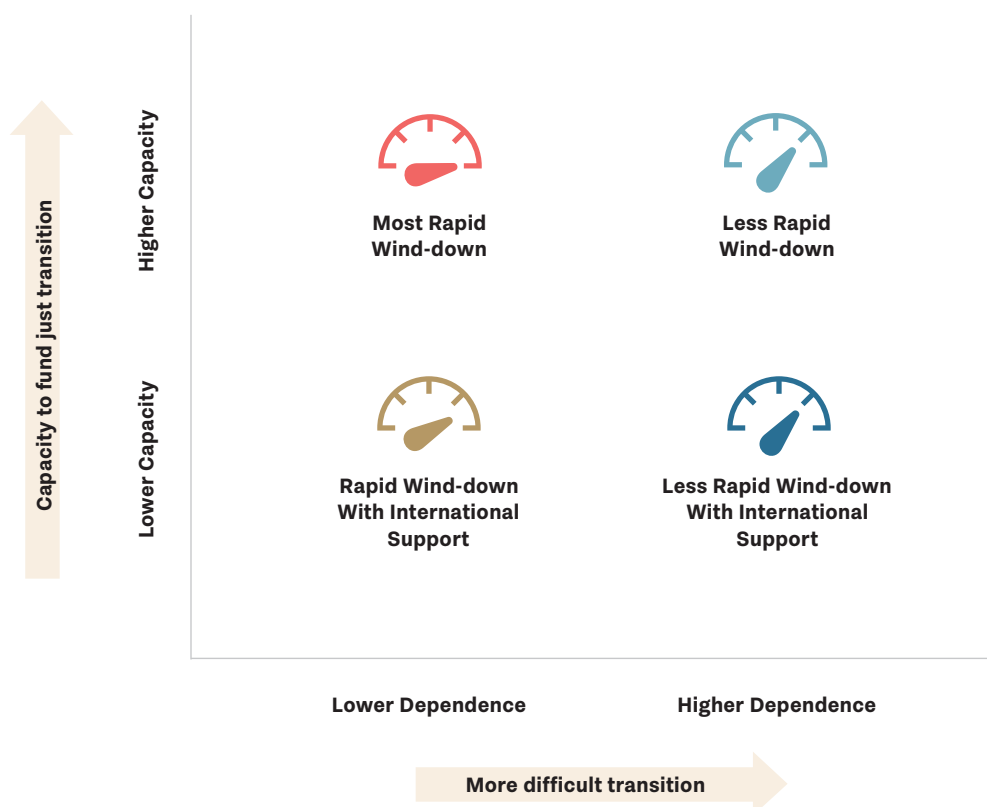 Capacity to fund just transition
Higher Capacity
Lower Capacity
Most Rapid
Wind-down
Less Rapid
Wind-down
Rapid Wind-down
With International
Support
Less Rapid Wind-down
With International
Support
Lower Dependence
Higher Dependence
More difficult transition